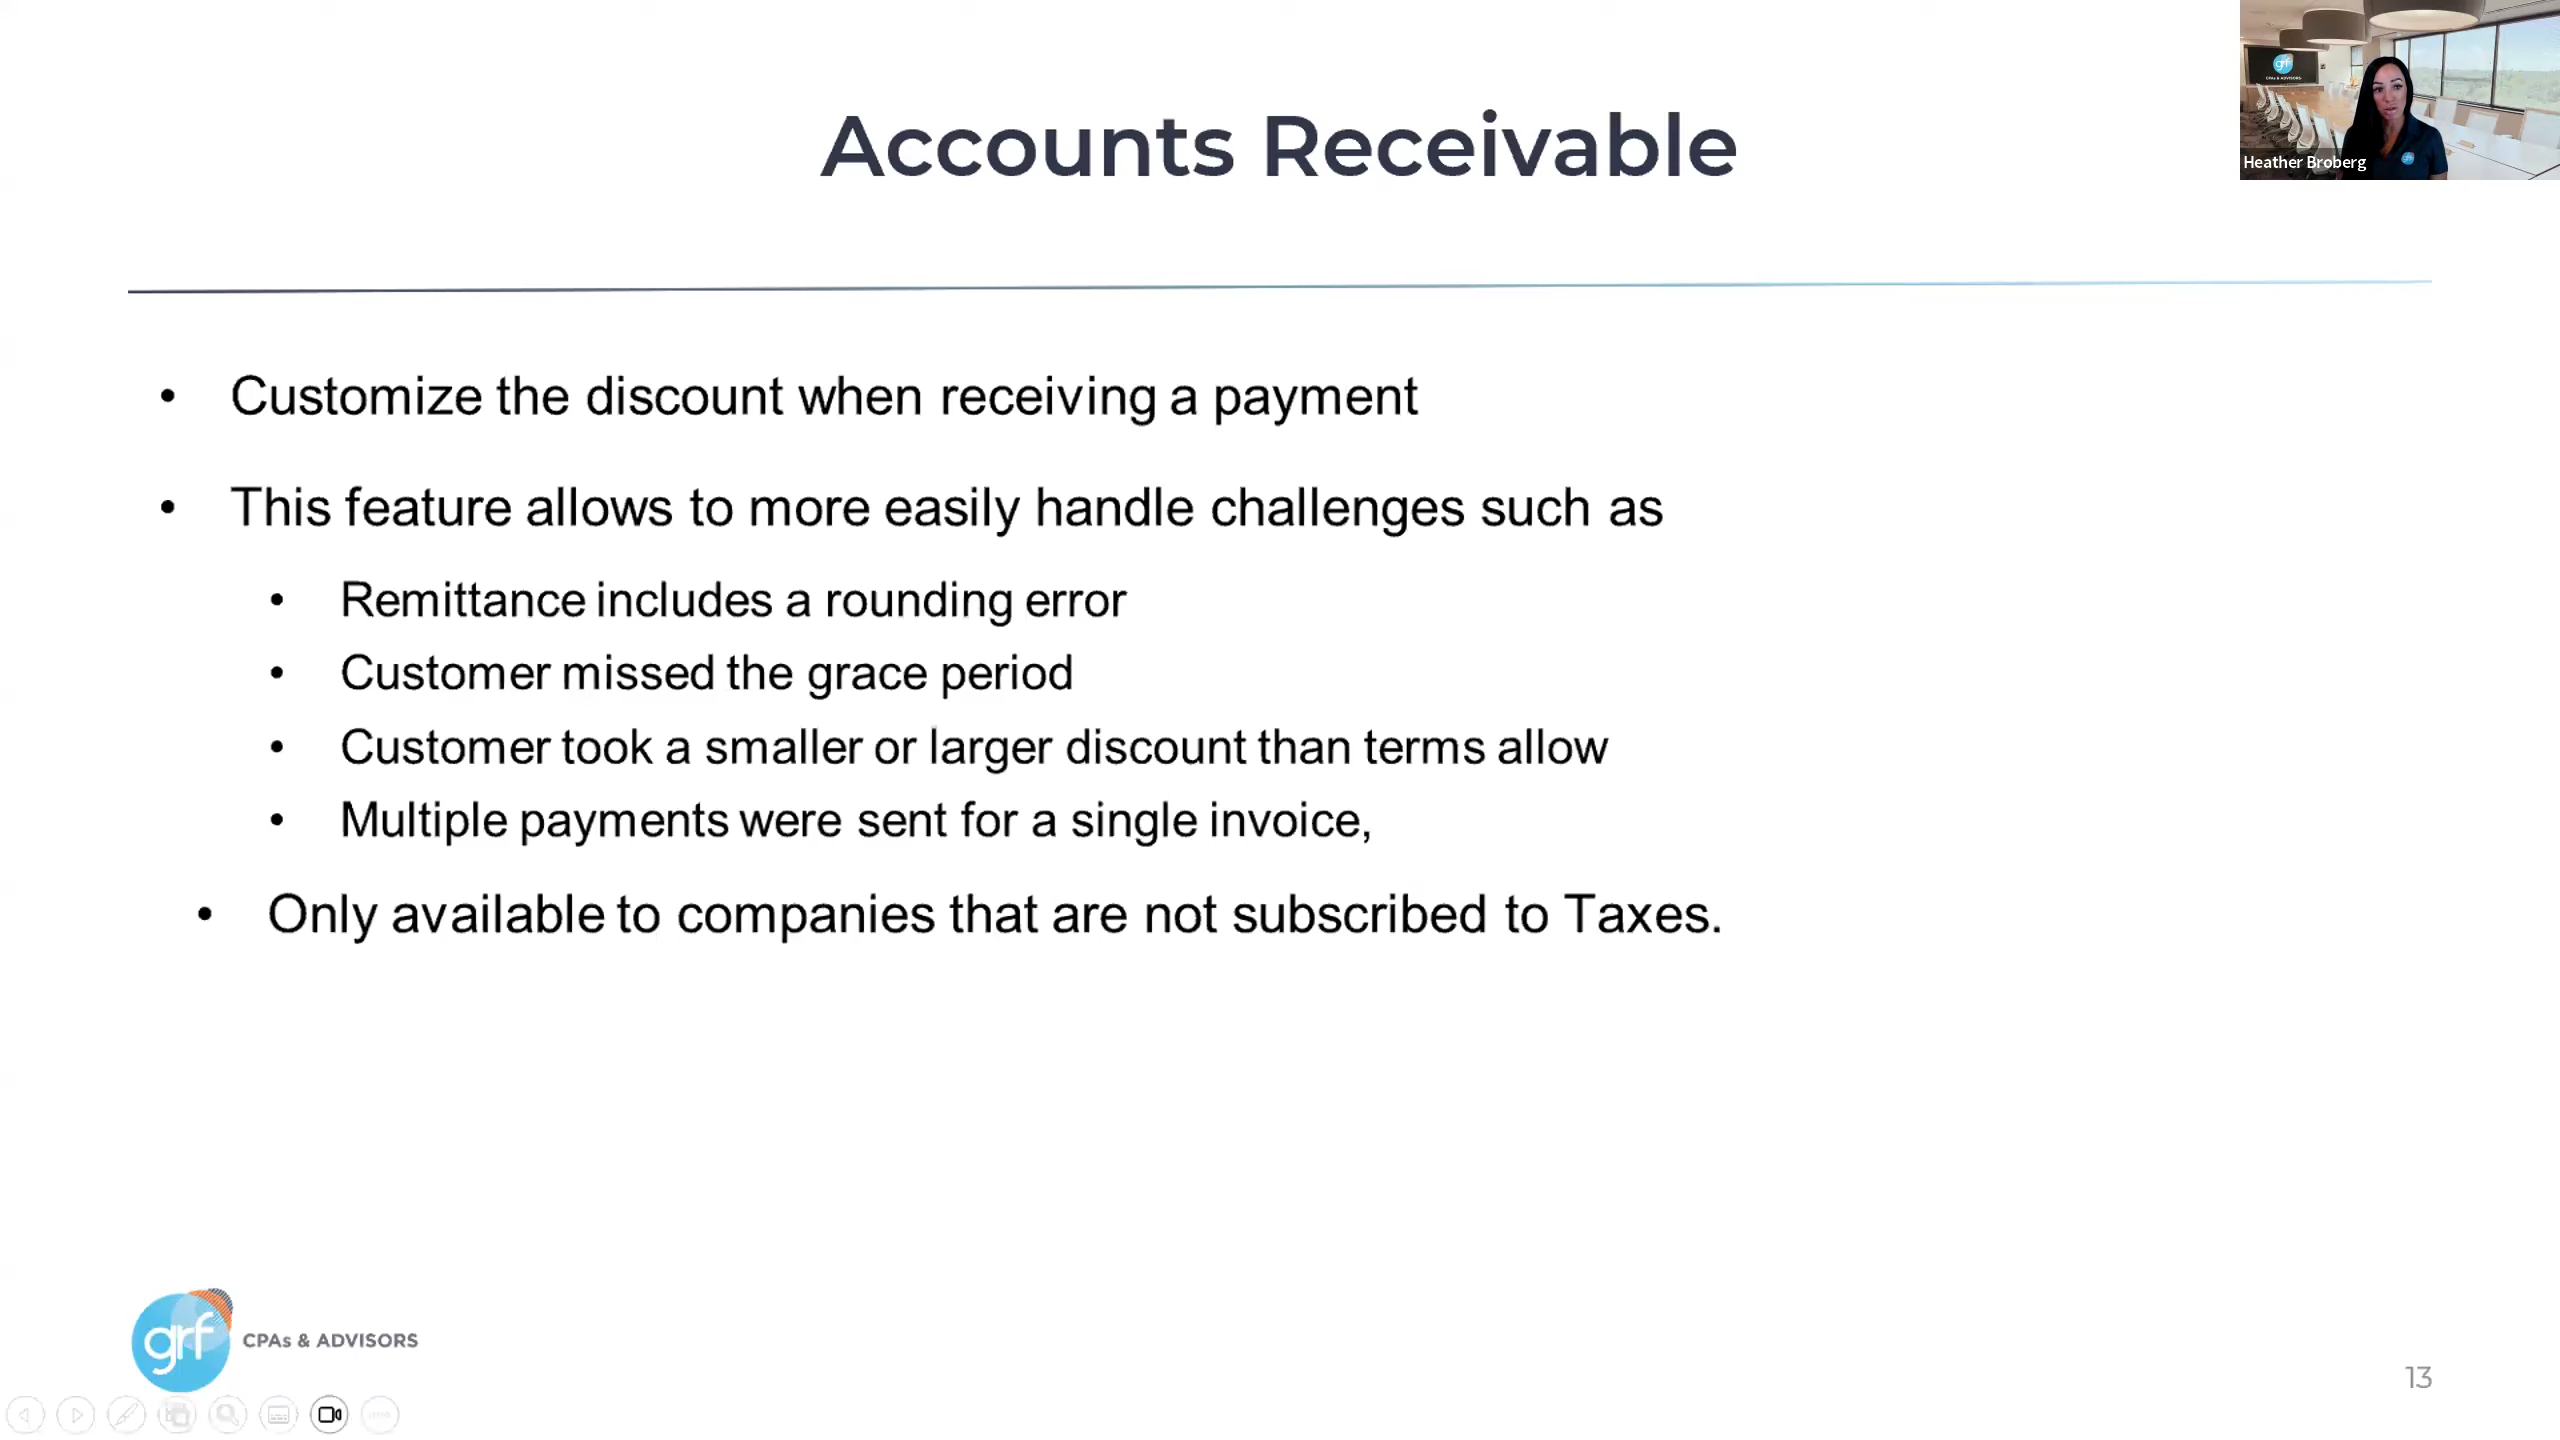 Accounts Receivable
Heather Broberg
• Customize the discount when receiving a payment
• This feature allows to more easily handle challenges such as
• Remittance includes a rounding error
• Customer missed the grace period
• Customer took a smaller or larger discount than terms allow
• Multiple payments were sent for a single invoice,
• Only available to companies that are not subscribed to Taxes.
grf CPAs & ADVISORS
13